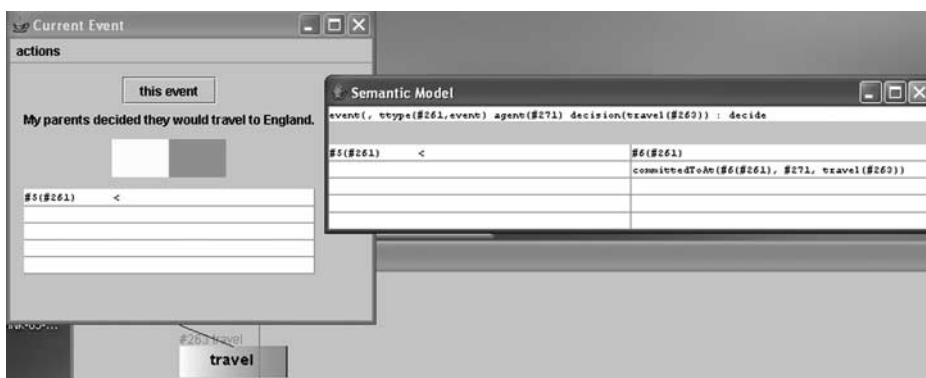 Current Event
actions
this event
My parents decided they would travel to England.
#5(#261) <
Semantic Model
event(, ttype(#261,event) agent(#271) decision(travel(#263)) : decide
#5(#261) < #6(#261)
committedToAt(#6(#261), #271, travel(#263))
#263 travel
travel